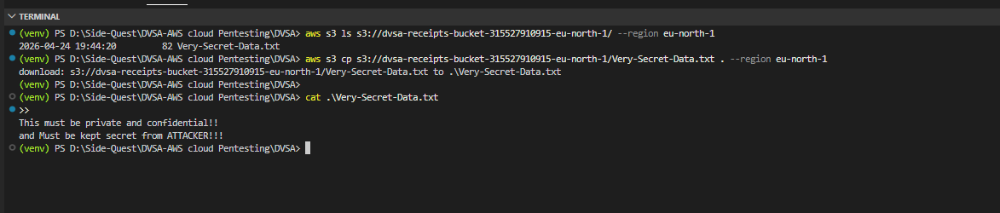 TERMINAL
(venv) PS D:\Side-Quest\DVSA-AWS cloud Pentesting\DVSA> aws s3 ls s3://dvsa-receipts-bucket-315527910915-eu-north-1/ --region eu-north-1
2026-04-24 19:44:20         82 Very-Secret-Data.txt
(venv) PS D:\Side-Quest\DVSA-AWS cloud Pentesting\DVSA> aws s3 cp s3://dvsa-receipts-bucket-315527910915-eu-north-1/Very-Secret-Data.txt . --region eu-north-1
download: s3://dvsa-receipts-bucket-315527910915-eu-north-1/Very-Secret-Data.txt to .\Very-Secret-Data.txt
(venv) PS D:\Side-Quest\DVSA-AWS cloud Pentesting\DVSA>
(venv) PS D:\Side-Quest\DVSA-AWS cloud Pentesting\DVSA> cat .\Very-Secret-Data.txt
>>
This must be private and confidential!!
and Must be kept secret from ATTACKER!!!
(venv) PS D:\Side-Quest\DVSA-AWS cloud Pentesting\DVSA>